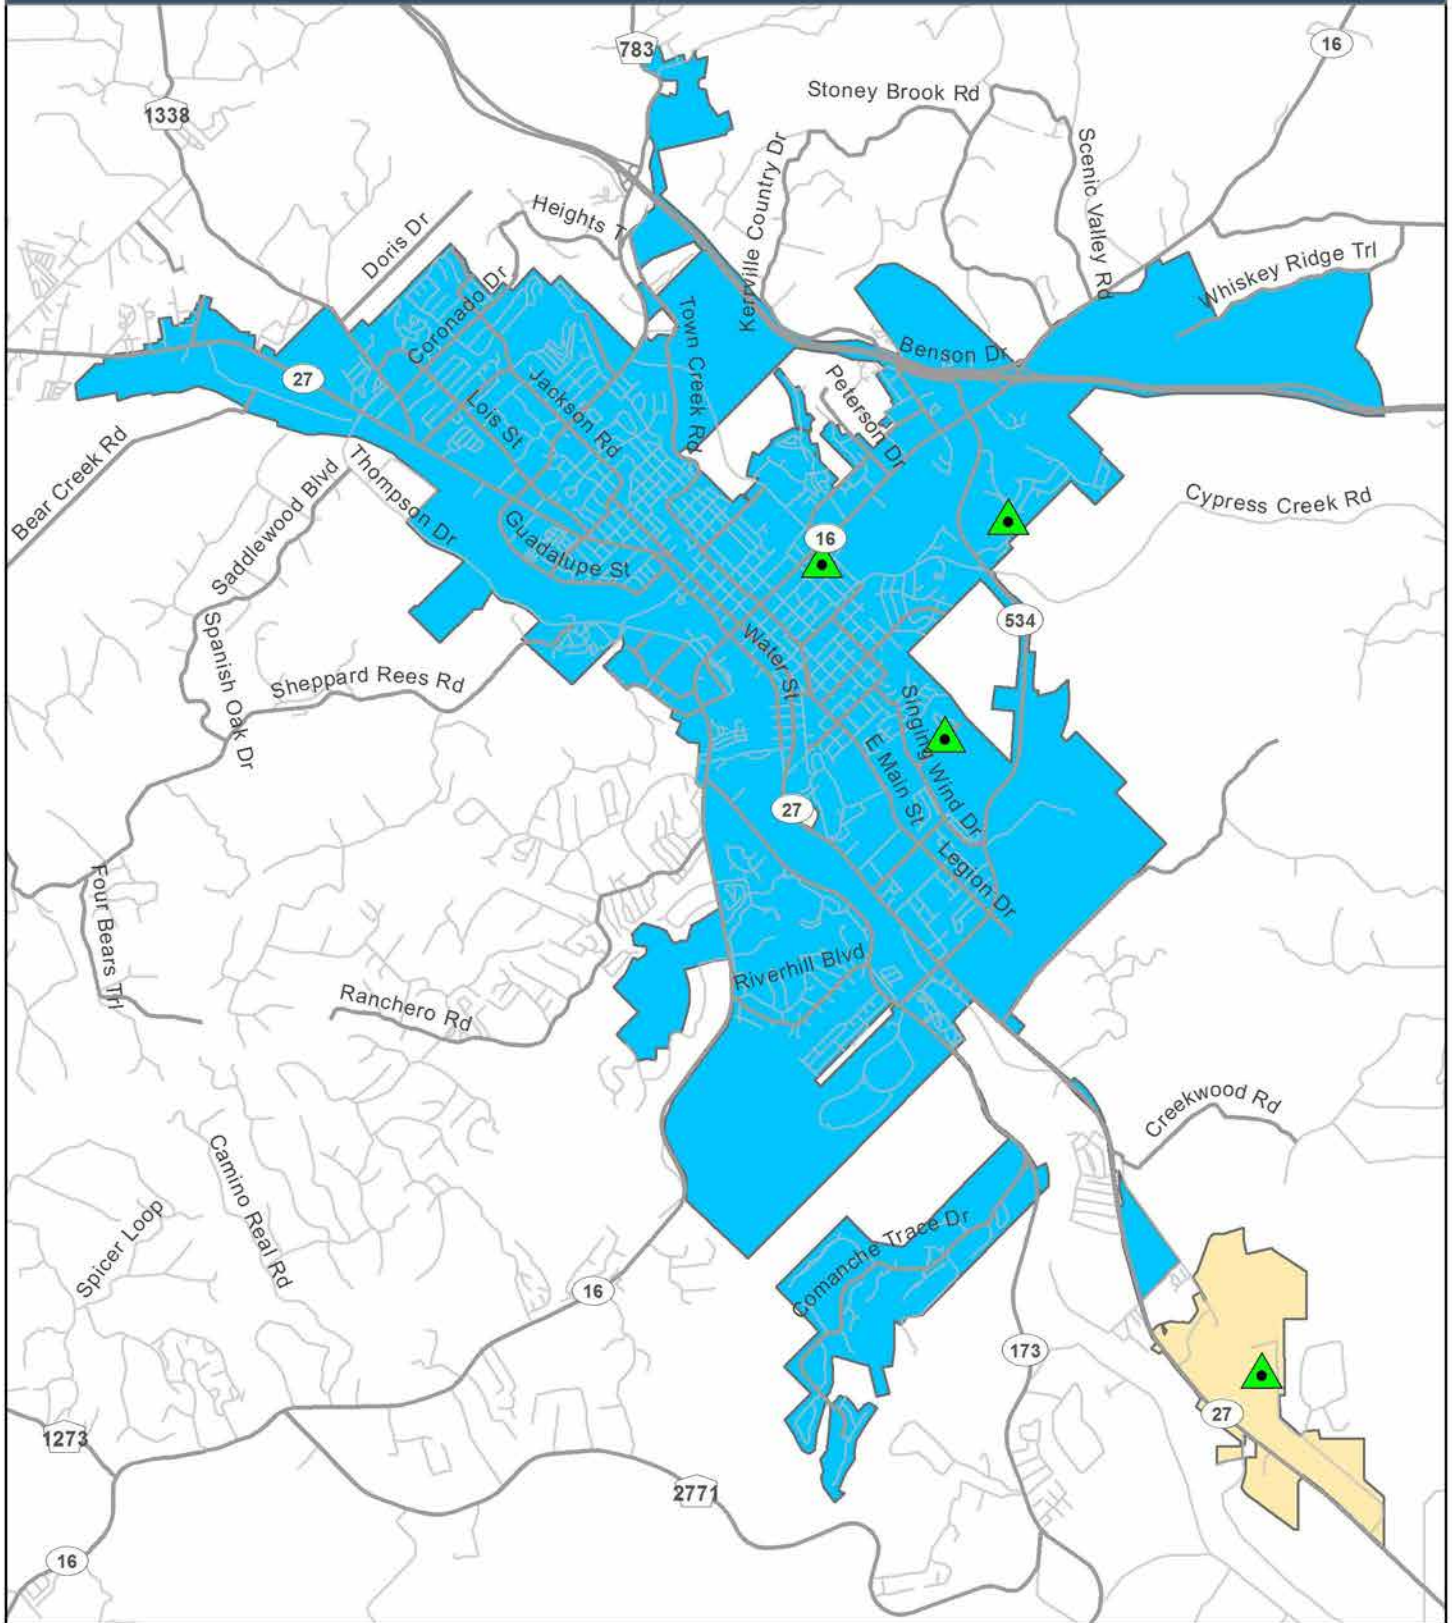 783
16
Stoney Brook Rd
1338
Scenic Valley Rd
Kerrville Country Dr
Heights T
Doris Dr
Whiskey Ridge Trl
Coronado Dr
Town Creek Rd
Benson Dr
27
Jackson Rd
Peterson Dr
Lois St
Bear Creek Rd
Thompson Dr
Saddlewood Blvd
Cypress Creek Rd
Guadalupe St
16
534
Spanish Oak Dr
Water St
Sheppard Rees Rd
Singing Wind Dr
E Main St
27
Legion Dr
Four Bears Trl
Riverhill Blvd
Ranchero Rd
Creekwood Rd
Camino Real Rd
Spicer Loop
Comanche Trace Dr
16
173
27
1273
2771
16